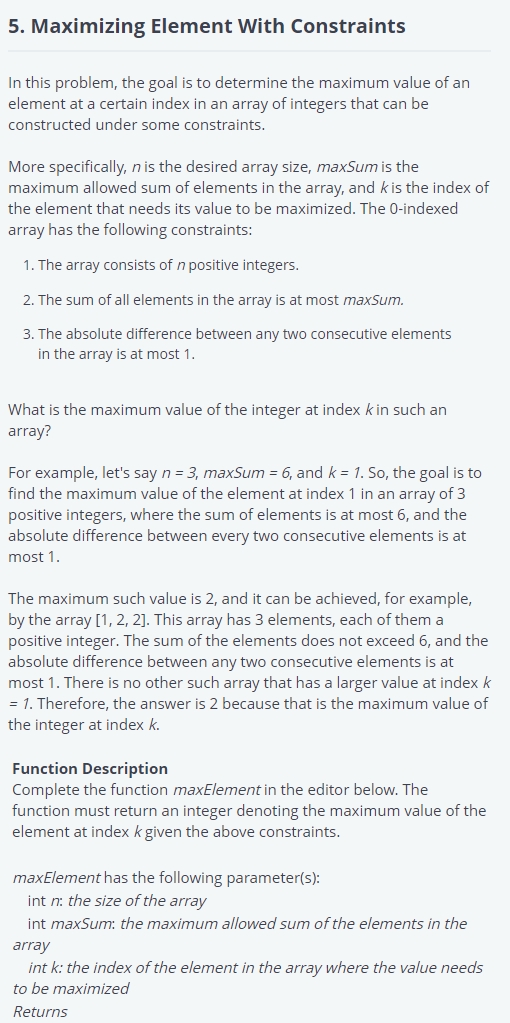 5. Maximizing Element With Constraints
In this problem, the goal is to determine the maximum value of an
element at a certain index in an array of integers that can be
constructed under some constraints.
More specifically, n is the desired array size, maxSum is the
maximum allowed sum of elements in the array, and k is the index of
the element that needs its value to be maximized. The 0-indexed
array has the following constraints:
1. The array consists of n positive integers.
2. The sum of all elements in the array is at most maxSum.
3. The absolute difference between any two consecutive elements
in the array is at most 1.
What is the maximum value of the integer at index k in such an
array?
For example, let's say n = 3, maxSum = 6, and k = 1. So, the goal is to
find the maximum value of the element at index 1 in an array of 3
positive integers, where the sum of elements is at most 6, and the
absolute difference between every two consecutive elements is at
most 1.
The maximum such value is 2, and it can be achieved, for example,
by the array [1, 2, 2]. This array has 3 elements, each of them a
positive integer. The sum of the elements does not exceed 6, and the
absolute difference between any two consecutive elements is at
most 1. There is no other such array that has a larger value at index k
= 1. Therefore, the answer is 2 because that is the maximum value of
the integer at index k.
Function Description
Complete the function maxElement in the editor below. The
function must return an integer denoting the maximum value of the
element at index k given the above constraints.
maxElement has the following parameter(s):
int n: the size of the array
int maxSum: the maximum allowed sum of the elements in the
array
int k: the index of the element in the array where the value needs
to be maximized
Returns